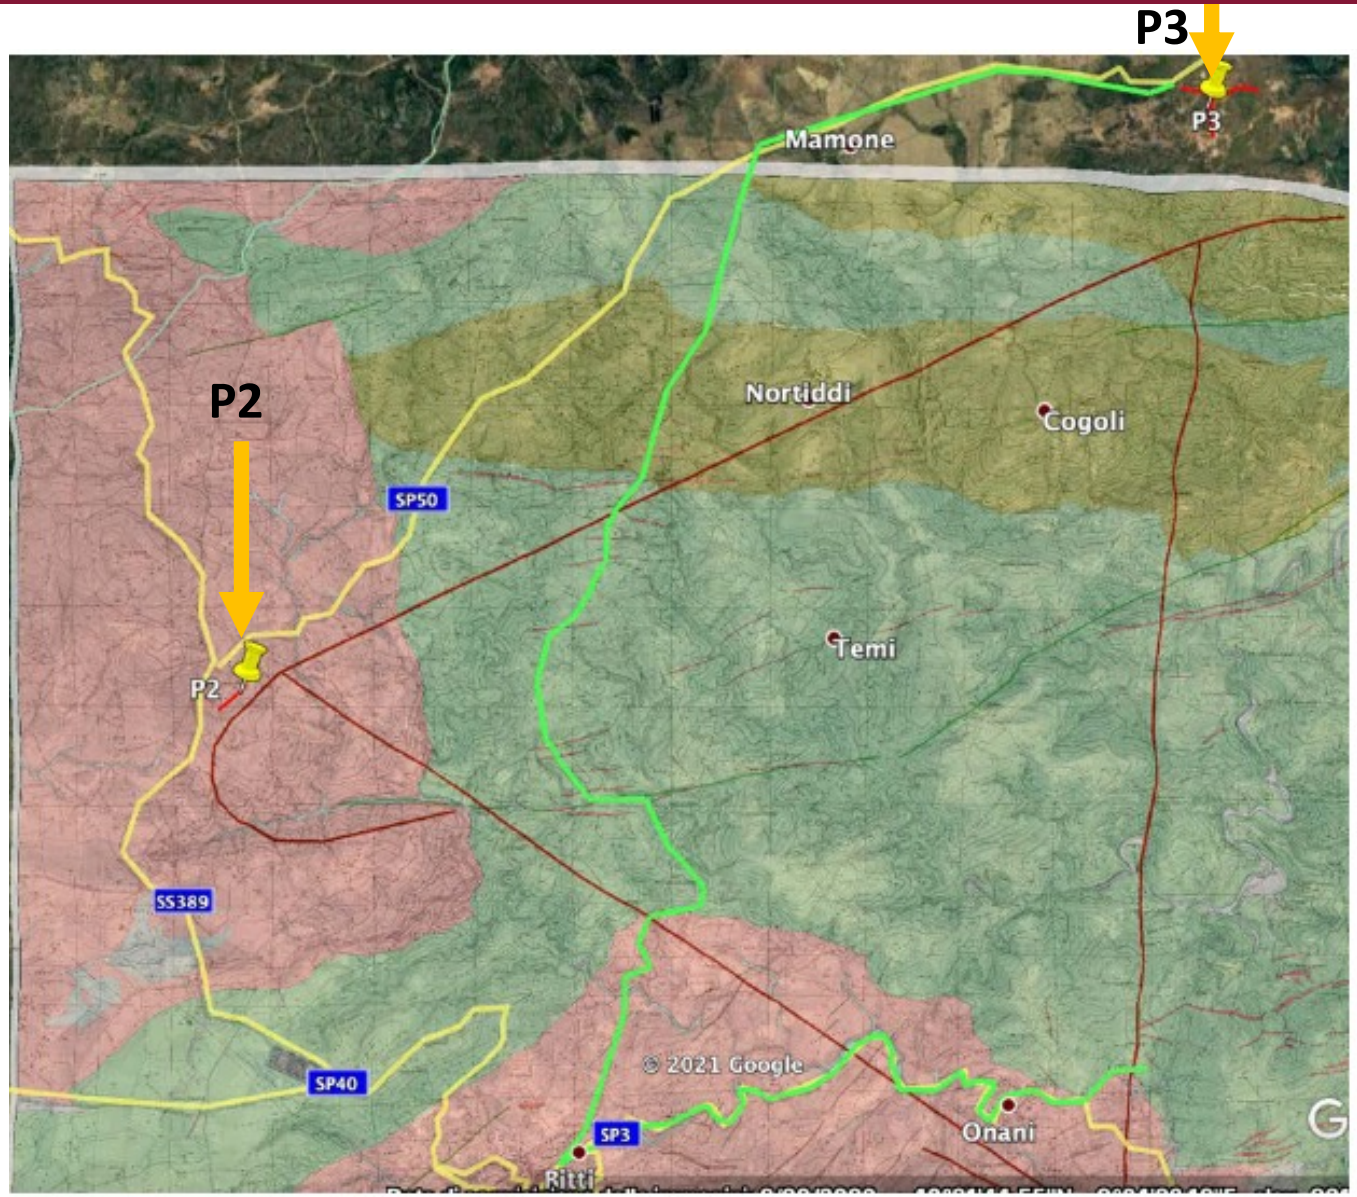 P3
P3
Mamone
P2
Nortiddi
Cogoli
SP50
Temi
P2
SS389
© 2021 Google
SP40
G
Onani
SP3
Ritti